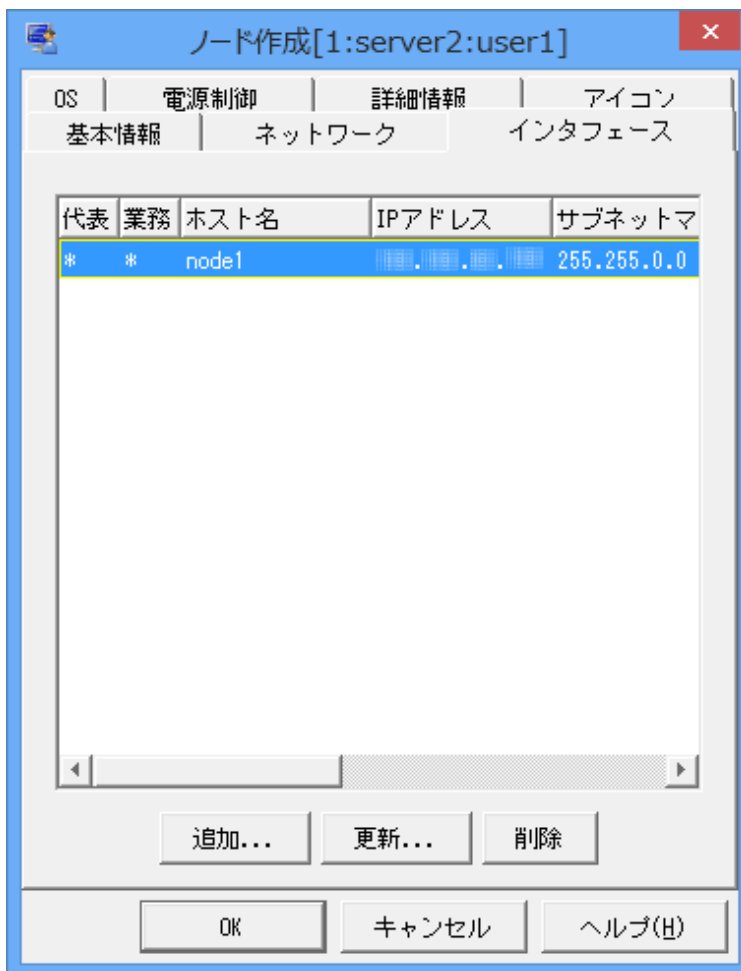 ノード作成[1:server2:user1]
OS 電源制御 詳細情報 アイコン
基本情報 ネットワーク インタフェース
代表 業務 ホスト名 IPアドレス サブネットマ
* * node1 255.255.0.0
追加... 更新... 削除
OK キャンセル ヘルプ(H)